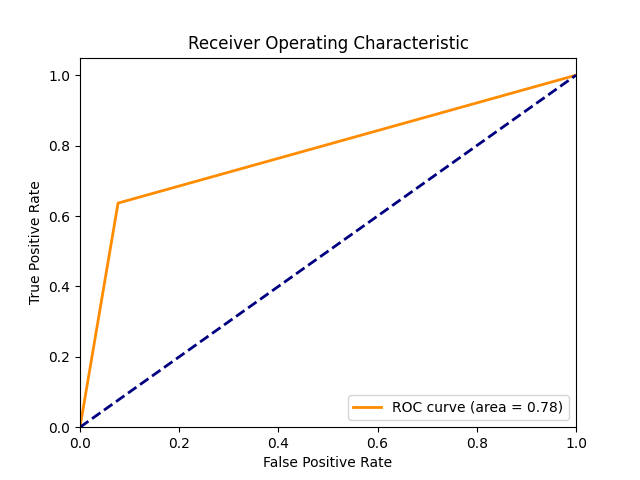 Receiver Operating Characteristic
1.0
0.8
0.6
0.4
0.2
0.0
True Positive Rate
ROC curve (area = 0.78)
0.0 0.2 0.4 0.6 0.8 1.0
False Positive Rate